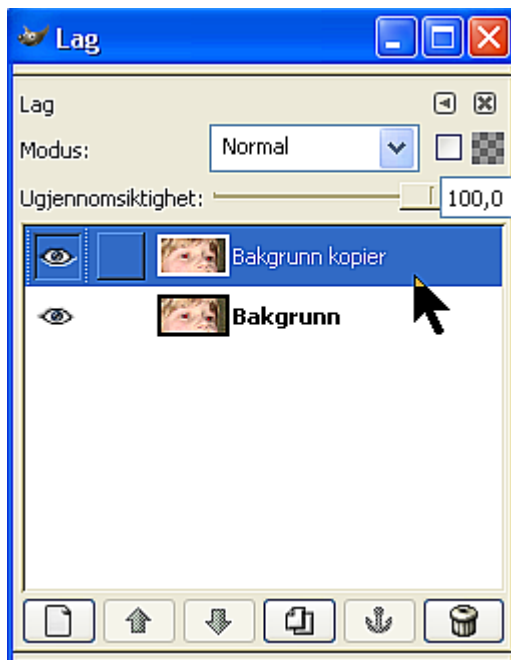 Lag
Lag
Modus: Normal
Ugjennomsiktighet: 100,0
Bakgrunn kopier
Bakgrunn